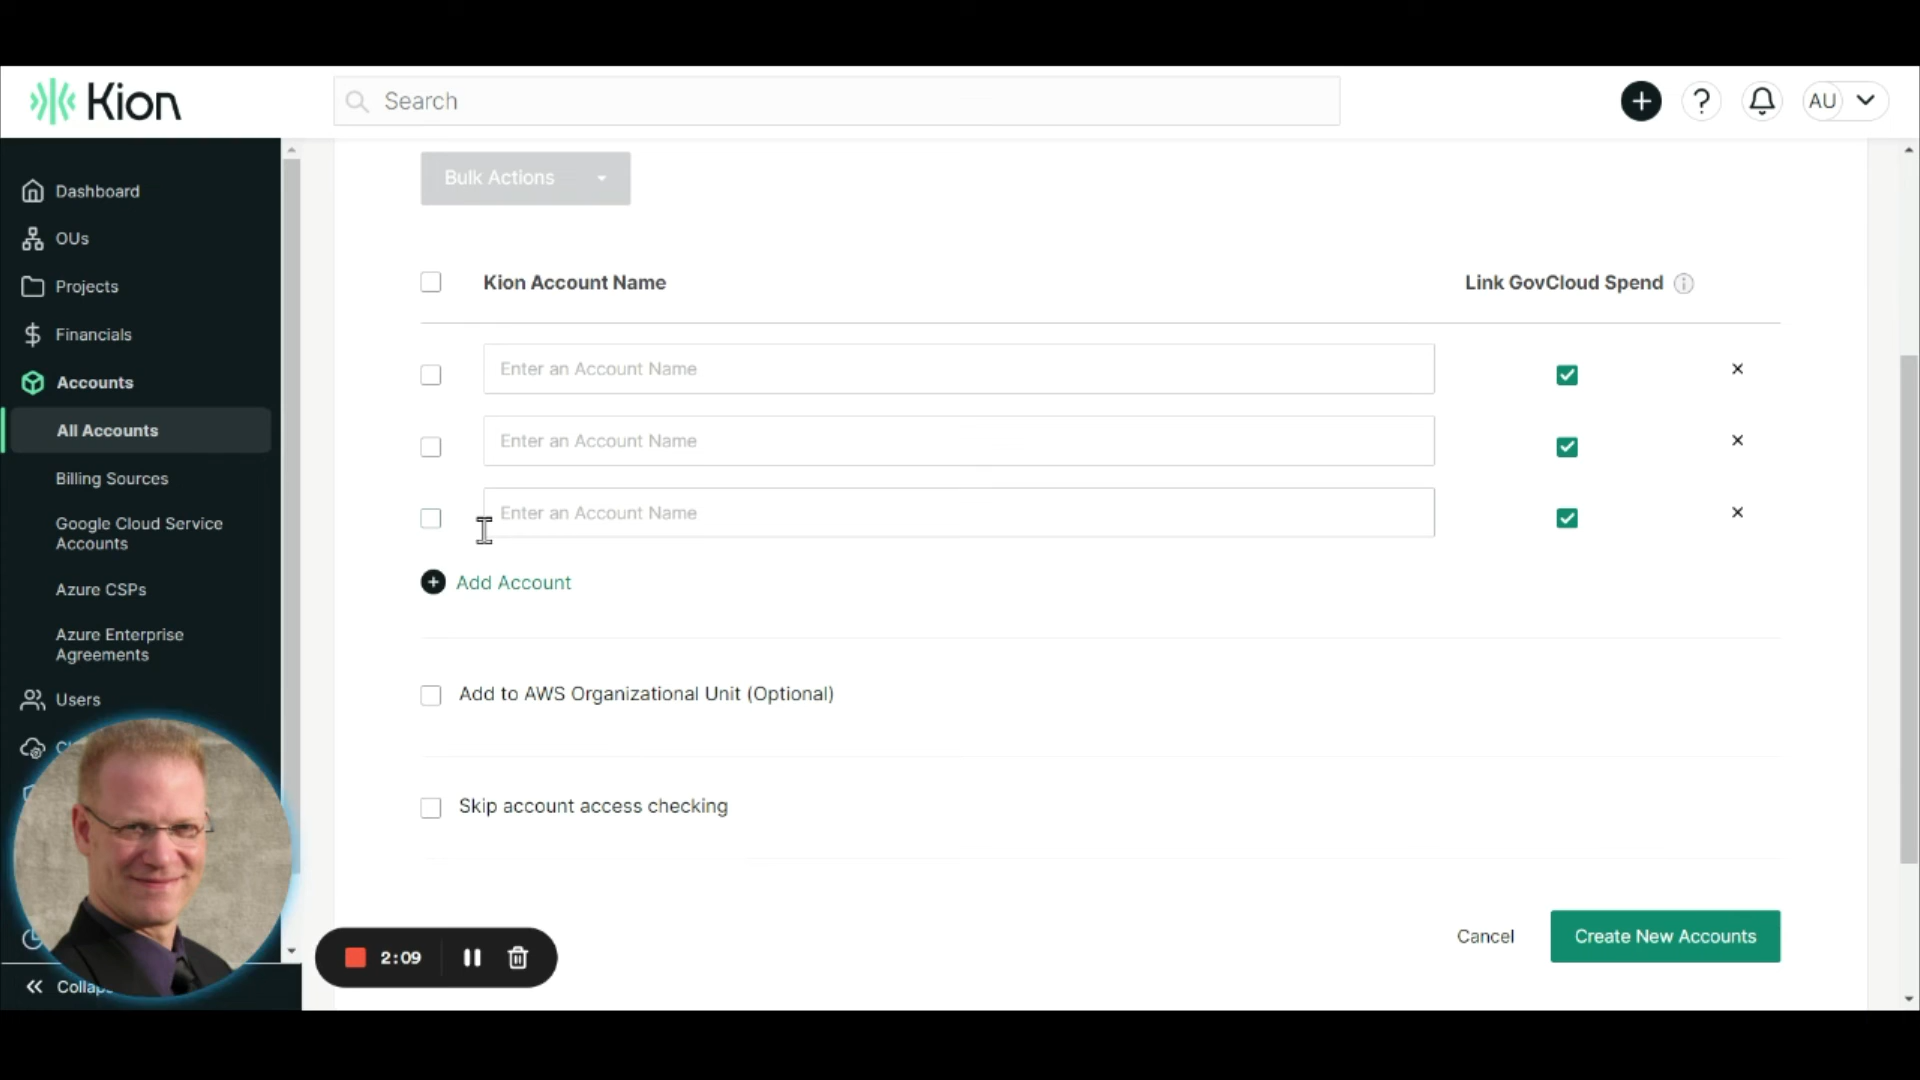 Kion
Search
?
AU
Dashboard
OUs
Projects
Financials
Accounts
All Accounts
Billing Sources
Google Cloud Service
Accounts
Azure CSPs
Azure Enterprise
Agreements
Users
Bulk Actions
Kion Account Name
Link GovCloud Spend
Enter an Account Name
Enter an Account Name
Enter an Account Name
Add Account
Add to AWS Organizational Unit (Optional)
Skip account access checking
Cancel
Create New Accounts
2:09